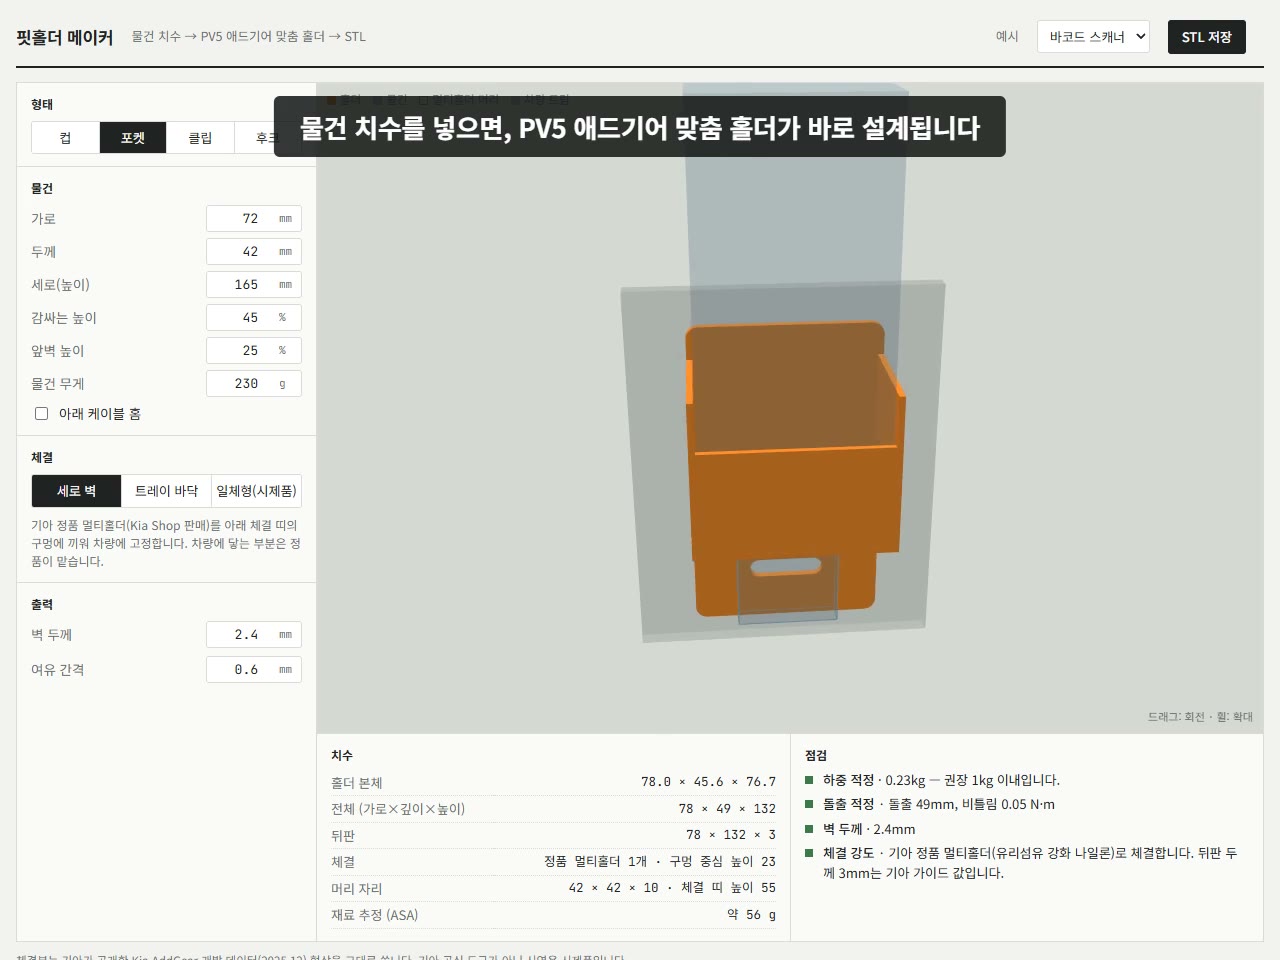 핏홀더 메이커
물건 치수 → PV5 애드기어 맞춤 홀더 → STL
예시
바코드 스캐너
STL 저장
형태
컵
포켓
클립
후크
물건 치수를 넣으면, PV5 애드기어 맞춤 홀더가 바로 설계됩니다
물건
가로 72 mm
두께 42 mm
세로(높이) 165 mm
감싸는 높이 45 %
앞벽 높이 25 %
물건 무게 230 g
아래 케이블 홈
체결
세로 벽
트레이 바닥
일체형(시제품)
기아 정품 멀티홀더(Kia Shop 판매)를 아래 체결 띠의
구멍에 끼워 차량에 고정합니다. 차량에 닿는 부분은 정
품이 맡습니다.
출력
벽 두께 2.4 mm
여유 간격 0.6 mm
드래그: 회전 · 휠: 확대
치수
홀더 본체 78.0 × 45.6 × 76.7
전체 (가로×깊이×높이) 78 × 49 × 132
뒤판 78 × 132 × 3
체결 정품 멀티홀더 1개 · 구멍 중심 높이 23
머리 자리 42 × 42 × 10 · 체결 띠 높이 55
재료 추정 (ASA) 약 56 g
점검
하중 적정 · 0.23kg — 권장 1kg 이내입니다.
돌출 적정 · 돌출 49mm, 비틀림 0.05 N·m
벽 두께 · 2.4mm
체결 강도 · 기아 정품 멀티홀더(유리섬유 강화 나일론)로 체결합니다. 뒤판 두
께 3mm는 기아 가이드 값입니다.